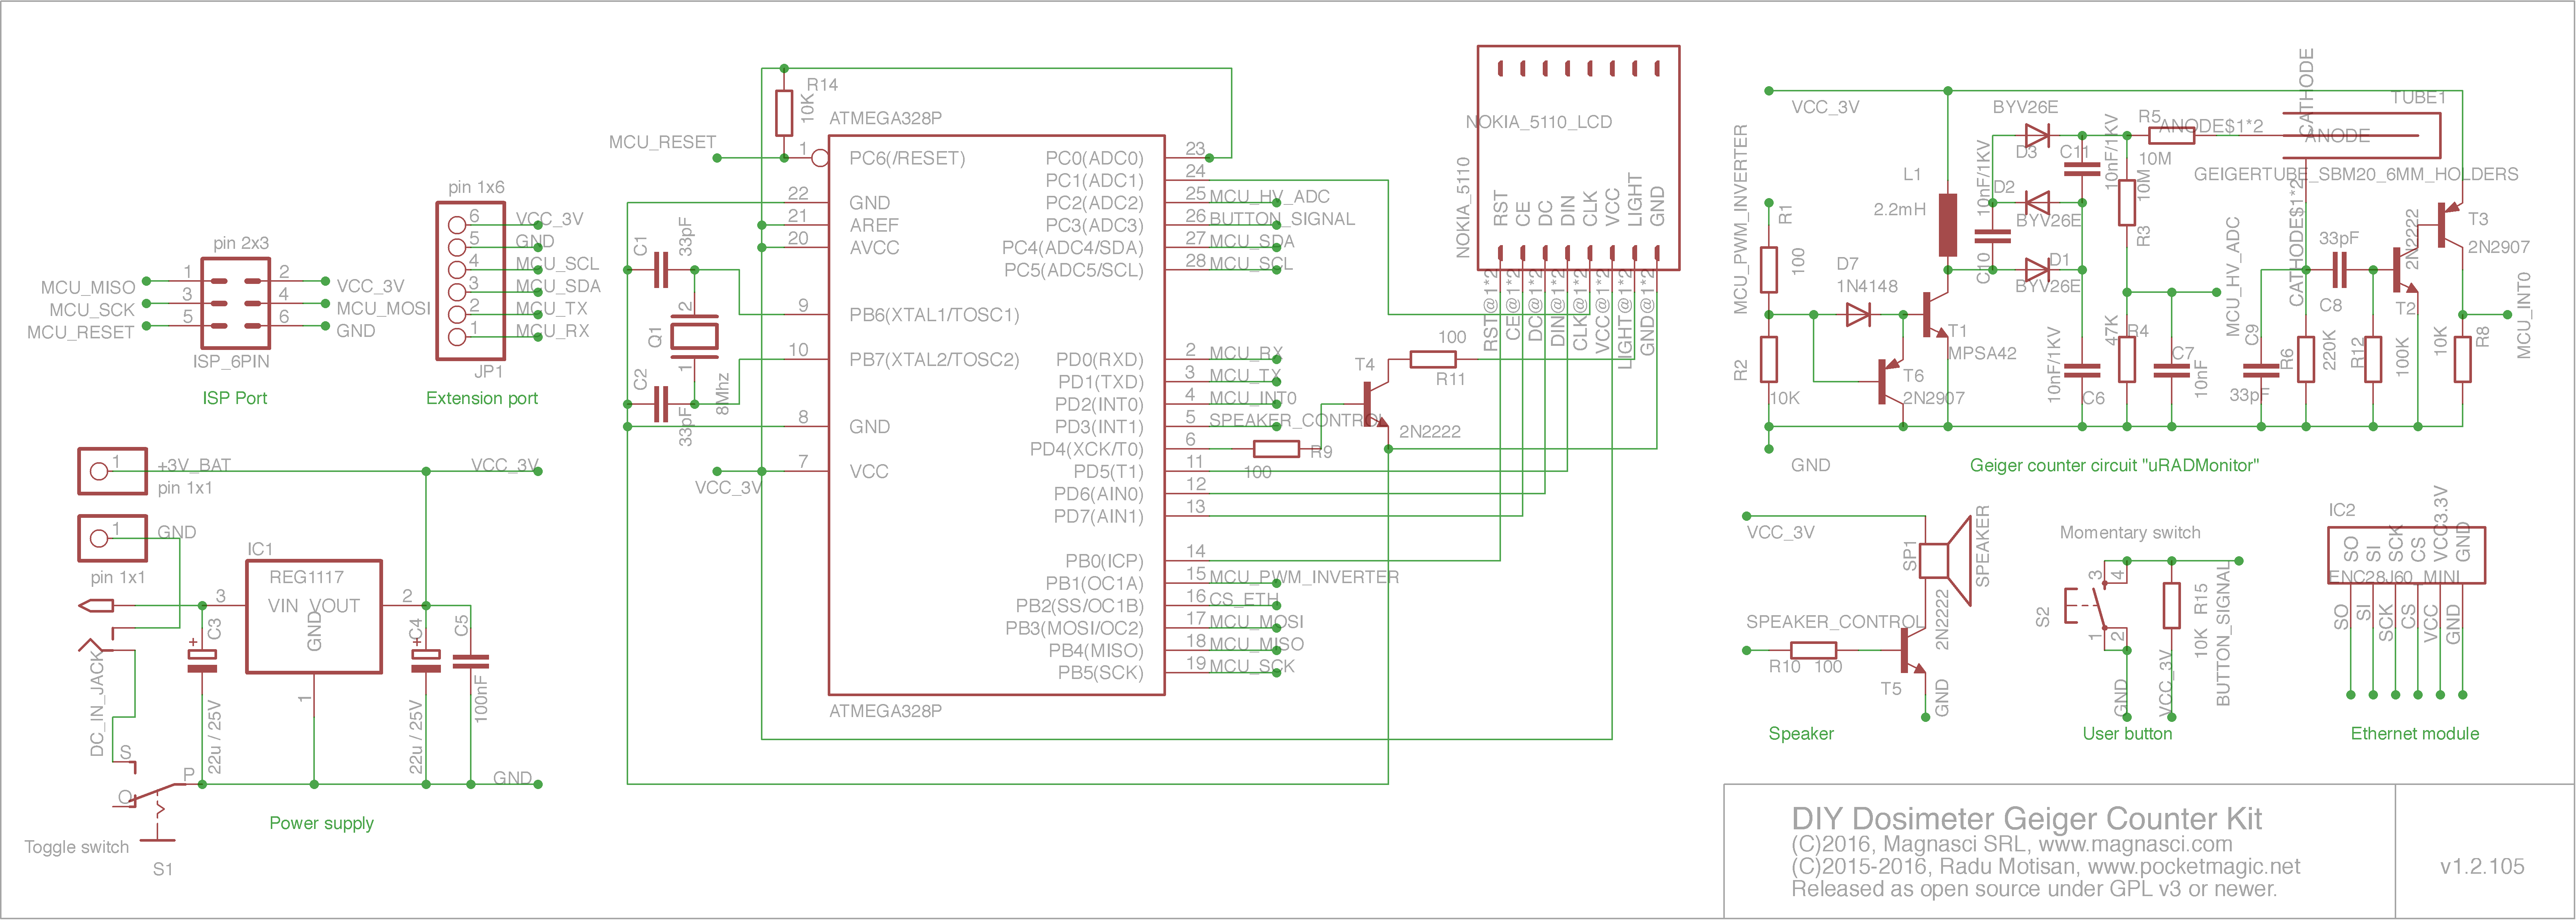 pin 2x3
MCU_MISO
MCU_SCK
MCU_RESET
1
3
5
2
4
6
VCC_3V
MCU_MOSI
GND
ISP_6PIN
ISP Port
pin 1x6
6
5
4
3
2
1
VCC_3V
GND
MCU_SCL
MCU_SDA
MCU_TX
MCU_RX
JP1
Extension port
1
+3V_BAT
pin 1x1
VCC_3V
1
GND
pin 1x1
IC1
REG1117
3
VIN VOUT
2
GND
1
C3
22u / 25V
C4
22u / 25V
C5
100nF
DC_IN_JACK
S
P
O
GND
Toggle switch
S1
Power supply
R14
10K
ATMEGA328P
MCU_RESET
1
22
21
20
9
10
8
7
VCC_3V
PC6(/RESET)
GND
AREF
AVCC
PB6(XTAL1/TOSC1)
PB7(XTAL2/TOSC2)
GND
VCC
C1
33pF
Q1
2
1
8Mhz
C2
33pF
PC0(ADC0)
PC1(ADC1)
PC2(ADC2)
PC3(ADC3)
PC4(ADC4/SDA)
PC5(ADC5/SCL)
PD0(RXD)
PD1(TXD)
PD2(INT0)
PD3(INT1)
PD4(XCK/T0)
PD5(T1)
PD6(AIN0)
PD7(AIN1)
PB0(ICP)
PB1(OC1A)
PB2(SS/OC1B)
PB3(MOSI/OC2)
PB4(MISO)
PB5(SCK)
23
24
25 MCU_HV_ADC
26 BUTTON_SIGNAL
27 MCU_SDA
28 MCU_SCL
2 MCU_RX
3 MCU_TX
4 MCU_INT0
5 SPEAKER_CONTROL
6
11
12
13
14
15 MCU_PWM_INVERTER
16 CS_ETH
17 MCU_MOSI
18 MCU_MISO
19 MCU_SCK
ATMEGA328P
R9
100
T4
2N2222
100
R11
NOKIA_5110_LCD
NOKIA_5110
RST
CE
DC
DIN
CLK
VCC
LIGHT
GND
RST@1*2
CE@1*2
DC@1*2
DIN@1*2
CLK@1*2
VCC@1*2
LIGHT@1*2
GND@1*2
VCC_3V
MCU_PWM_INVERTER
R1
100
R2
10K
GND
D7
1N4148
T6
2N2907
T1
MPSA42
L1
2.2mH
BYV26E
D3
D2
BYV26E
D1
BYV26E
10nF/1KV
C10
C11
10nF/1KV
10nF/1KV
C6
R5
10M
ANODE$1*2
10M
R3
47K
R4
C7
10nF
MCU_HV_ADC
CATHODE
TUBE1
ANODE
GEIGERTUBE_SBM20_6MM_HOLDERS
CATHODE$1*2
C9
33pF
R6
220K
33pF
C8
R12
100K
2N2222
T2
T3
2N2907
10K
R8
MCU_INT0
Geiger counter circuit "uRADMonitor"
VCC_3V
SP1
SPEAKER
SPEAKER_CONTROL
R10 100
2N2222
T5
GND
Speaker
Momentary switch
S2
3
4
1
2
GND
VCC_3V
10K R15
BUTTON_SIGNAL
User button
IC2
SO
SI
SCK
CS
VCC3.3V
GND
ENC28J60_MINI
SO
SI
SCK
CS
VCC
GND
Ethernet module
DIY Dosimeter Geiger Counter Kit
(C)2016, Magnasci SRL, www.magnasci.com
(C)2015-2016, Radu Motisan, www.pocketmagic.net
Released as open source under GPL v3 or newer.
v1.2.105